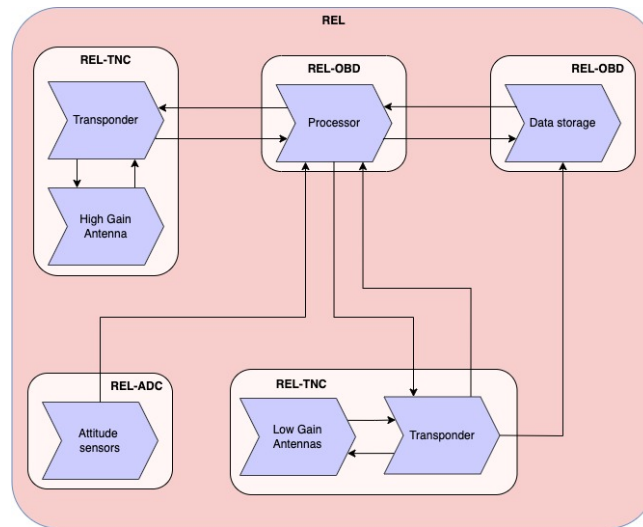 REL
REL-TNC
Transponder
High Gain
Antenna
REL-OBD
Processor
REL-OBD
Data storage
REL-ADC
Attitude
sensors
REL-TNC
Low Gain
Antennas
Transponder